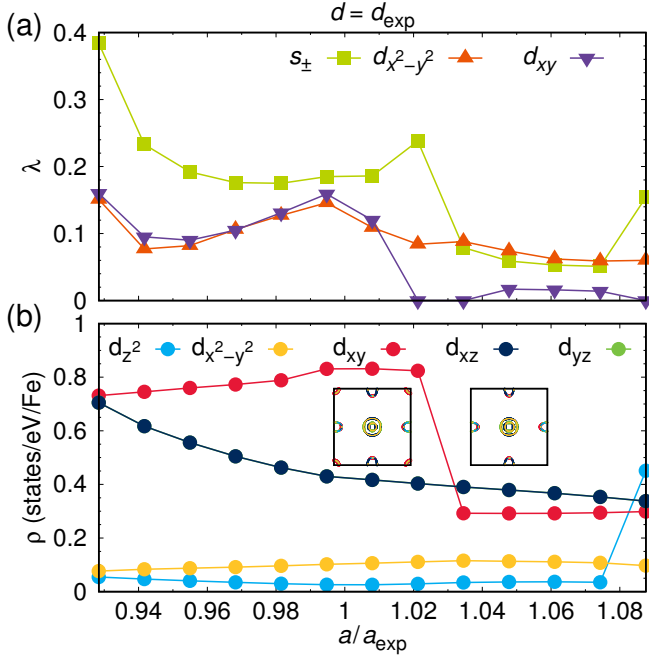 d = d_exp
(a)
s± d_x²−y² d_xy
0.4
0.3
0.2
0.1
0
λ
(b)
d_z² d_x²−y² d_xy d_xz d_yz
1
0.8
0.6
0.4
0.2
0
ρ (states/eV/Fe)
0.94 0.96 0.98 1 1.02 1.04 1.06 1.08
a/a_exp